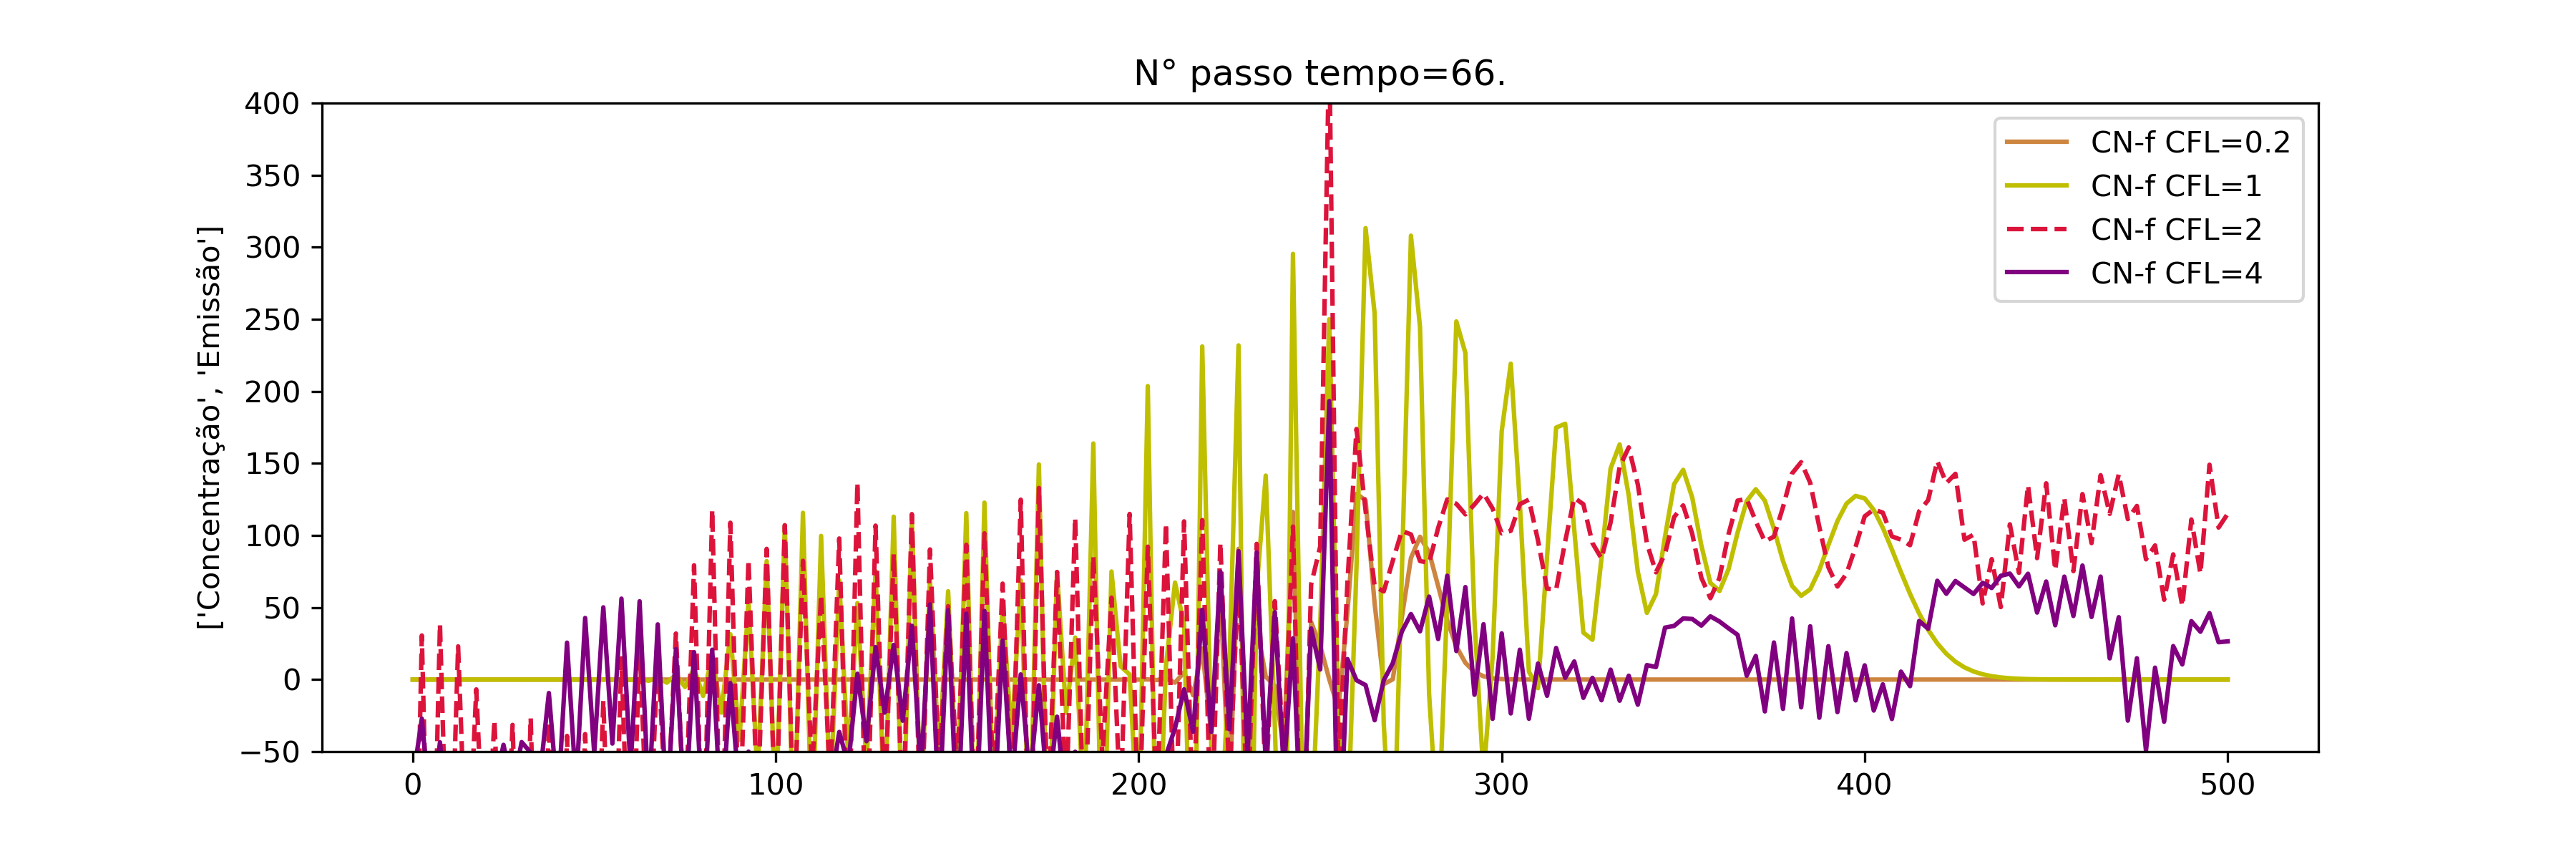 N° passo tempo=66.
['Concentração', 'Emissão']
400
350
300
250
200
150
100
50
0
−50
0 100 200 300 400 500
CN-f CFL=0.2
CN-f CFL=1
CN-f CFL=2
CN-f CFL=4